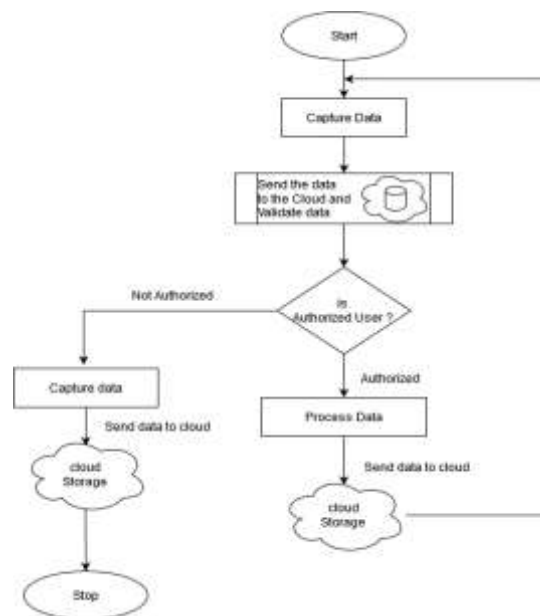 Start
Capture Data
Send the data
to the Cloud and
Validate data
Not Authorized
is
Authorized User ?
Capture data
Authorized
Send data to cloud
Process Data
cloud
Storage
Send data to cloud
cloud
Storage
Stop